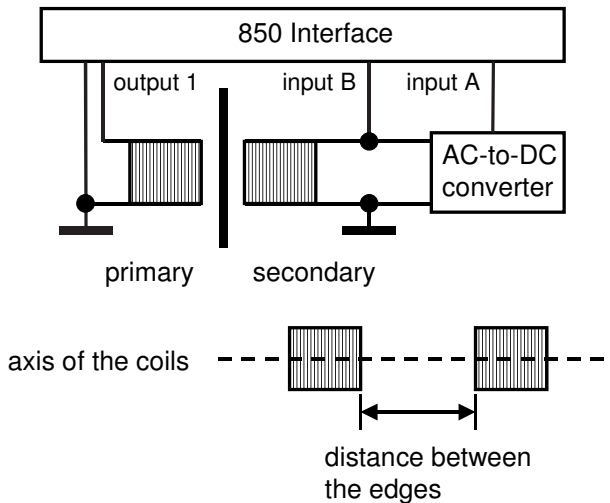 850 Interface
output 1
input B
input A
AC-to-DC
converter
primary
secondary
axis of the coils
distance between
the edges